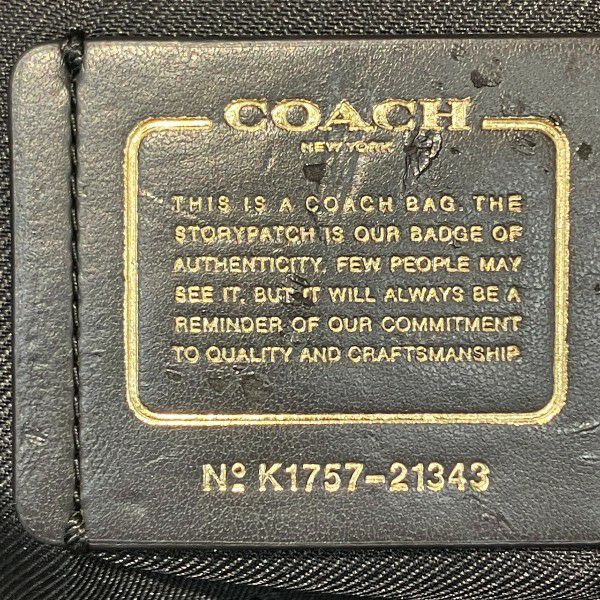 COACH
NEW YORK
THIS IS A COACH BAG. THE
STORYPATCH IS OUR BADGE OF
AUTHENTICITY. FEW PEOPLE MAY
SEE IT, BUT IT WILL ALWAYS BE A
REMINDER OF OUR COMMITMENT
TO QUALITY AND CRAFTSMANSHIP.
Nº K1757-21343